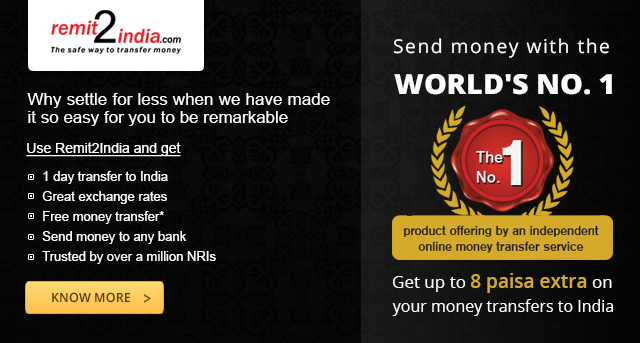 remit2india.com
The safe way to transfer money
Why settle for less when we have made
it so easy for you to be remarkable
Use Remit2India and get
1 day transfer to India
Great exchange rates
Free money transfer*
Send money to any bank
Trusted by over a million NRIs
KNOW MORE >
Send money with the
WORLD'S NO. 1
The No. 1
product offering by an independent
online money transfer service
Get up to 8 paisa extra on
your money transfers to India